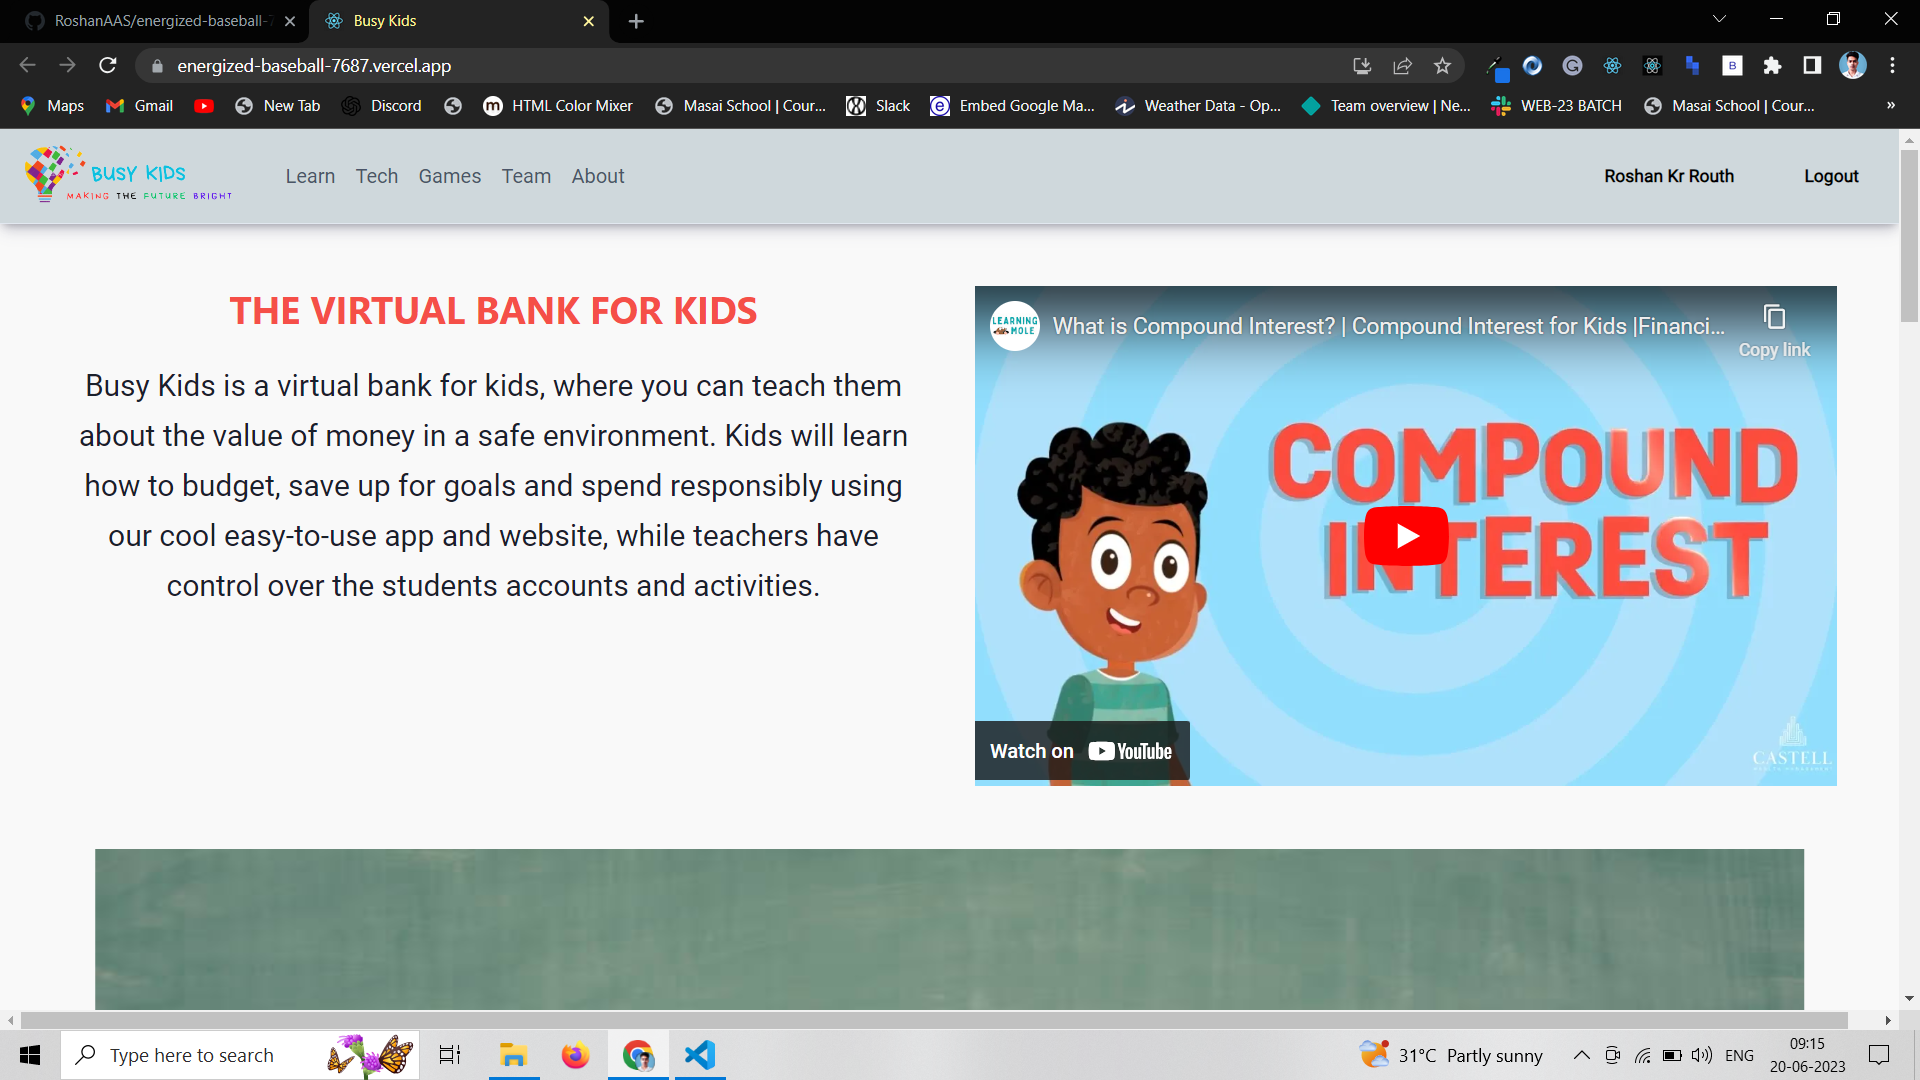 RoshanAAS/energized-baseball-7
Busy Kids
energized-baseball-7687.vercel.app
Maps
Gmail
New Tab
Discord
HTML Color Mixer
Masai School | Cour...
Slack
Embed Google Ma...
Weather Data - Op...
Team overview | Ne...
WEB-23 BATCH
Masai School | Cour...
»
BUSY KIDS
MAKING THE FUTURE BRIGHT
Learn
Tech
Games
Team
About
Roshan Kr Routh
Logout
THE VIRTUAL BANK FOR KIDS
Busy Kids is a virtual bank for kids, where you can teach them
about the value of money in a safe environment. Kids will learn
how to budget, save up for goals and spend responsibly using
our cool easy-to-use app and website, while teachers have
control over the students accounts and activities.
LEARNING
MOLE
What is Compound Interest? | Compound Interest for Kids |Financi...
Copy link
COMPOUND
INTEREST
Watch on YouTube
CASTELL
Type here to search
31°C Partly sunny
ENG
09:15
20-06-2023